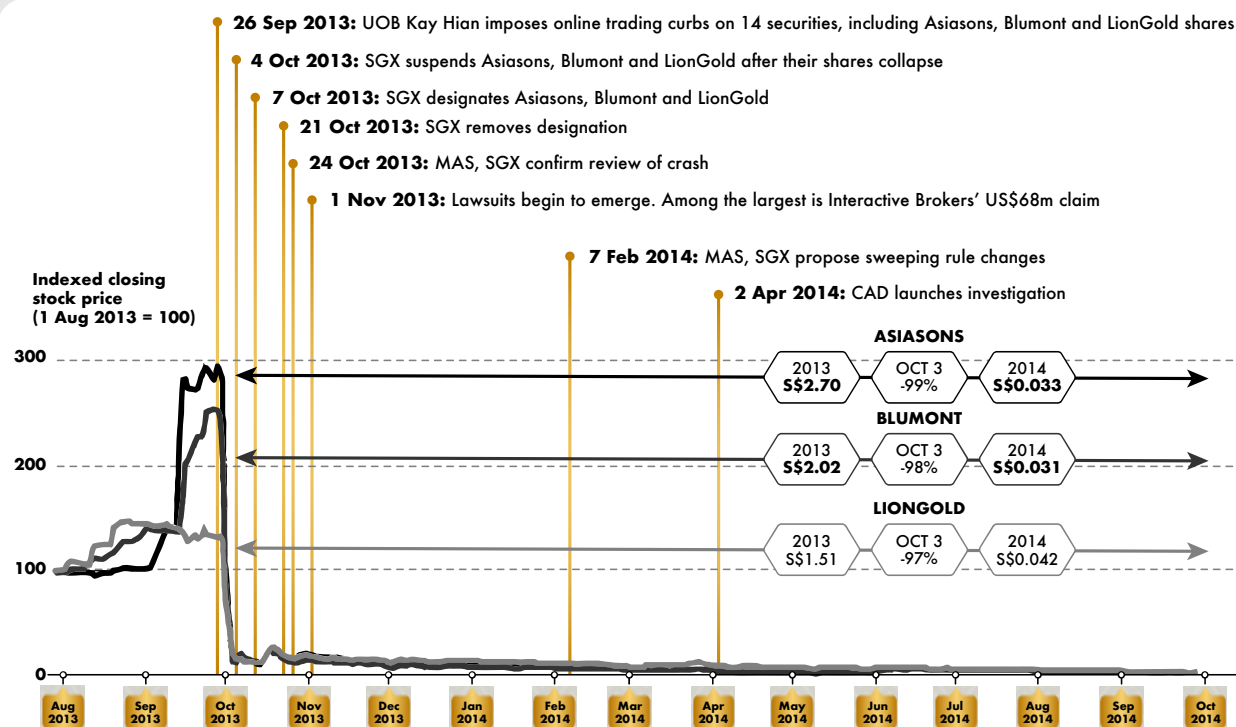 26 Sep 2013: UOB Kay Hian imposes online trading curbs on 14 securities, including Asiasons, Blumont and LionGold shares
4 Oct 2013: SGX suspends Asiasons, Blumont and LionGold after their shares collapse
7 Oct 2013: SGX designates Asiasons, Blumont and LionGold
21 Oct 2013: SGX removes designation
24 Oct 2013: MAS, SGX confirm review of crash
1 Nov 2013: Lawsuits begin to emerge. Among the largest is Interactive Brokers’ US$68m claim
7 Feb 2014: MAS, SGX propose sweeping rule changes
2 Apr 2014: CAD launches investigation
Indexed closing
stock price
(1 Aug 2013 = 100)
300
200
100
0
ASIASONS
2013
S$2.70
OCT 3
-99%
2014
S$0.033
BLUMONT
2013
S$2.02
OCT 3
-98%
2014
S$0.031
LIONGOLD
2013
S$1.51
OCT 3
-97%
2014
S$0.042
Aug
2013
Sep
2013
Oct
2013
Nov
2013
Dec
2013
Jan
2014
Feb
2014
Mar
2014
Apr
2014
May
2014
Jun
2014
Jul
2014
Aug
2014
Sep
2014
Oct
2014